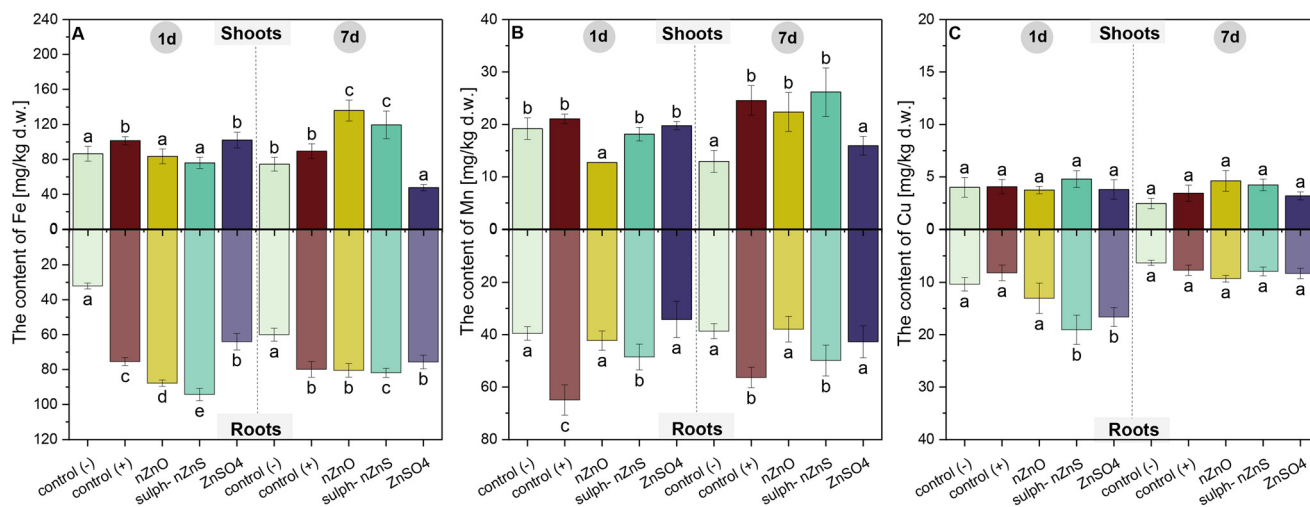 A
1d
Shoots
7d
The content of Fe [mg/kg d.w.]
240
200
160
120
80
40
0
20
40
60
80
100
120
a b a a b b b c c a
a c d e b a b b c b
Roots
control (-)
control (+)
nZnO
sulph- nZnS
ZnSO4
control (-)
control (+)
nZnO
sulph- nZnS
ZnSO4
B
1d
Shoots
7d
The content of Mn [mg/kg d.w.]
40
30
20
10
0
20
40
60
80
b b a b b a b b b a
a c a b a a b a b a
Roots
control (-)
control (+)
nZnO
sulph- nZnS
ZnSO4
control (-)
control (+)
nZnO
sulph- nZnS
ZnSO4
C
1d
Shoots
7d
The content of Cu [mg/kg d.w.]
20
15
10
5
0
10
20
30
40
a a a a a a a a a a
a a a b b a a a a a
Roots
control (-)
control (+)
nZnO
sulph- nZnS
ZnSO4
control (-)
control (+)
nZnO
sulph- nZnS
ZnSO4